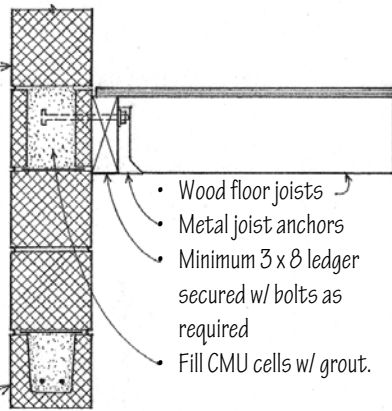 • Wood floor joists
• Metal joist anchors
• Minimum 3 x 8 ledger
secured w/ bolts as
required
• Fill CMU cells w/ grout.